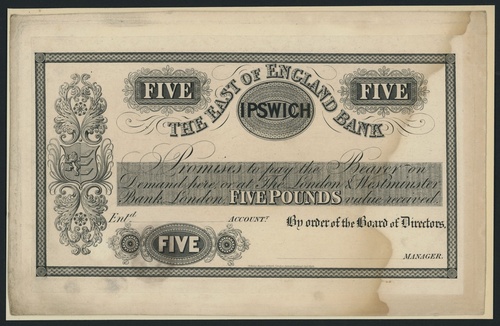 FIVE FIVE
THE EAST OF ENGLAND BANK
IPSWICH
Promises to pay the Bearer on
Demand, here, or at The London & Westminster
Bank London FIVE POUNDS value received
Entd. ACCOUNT. By order of the Board of Directors.
FIVE
MANAGER.